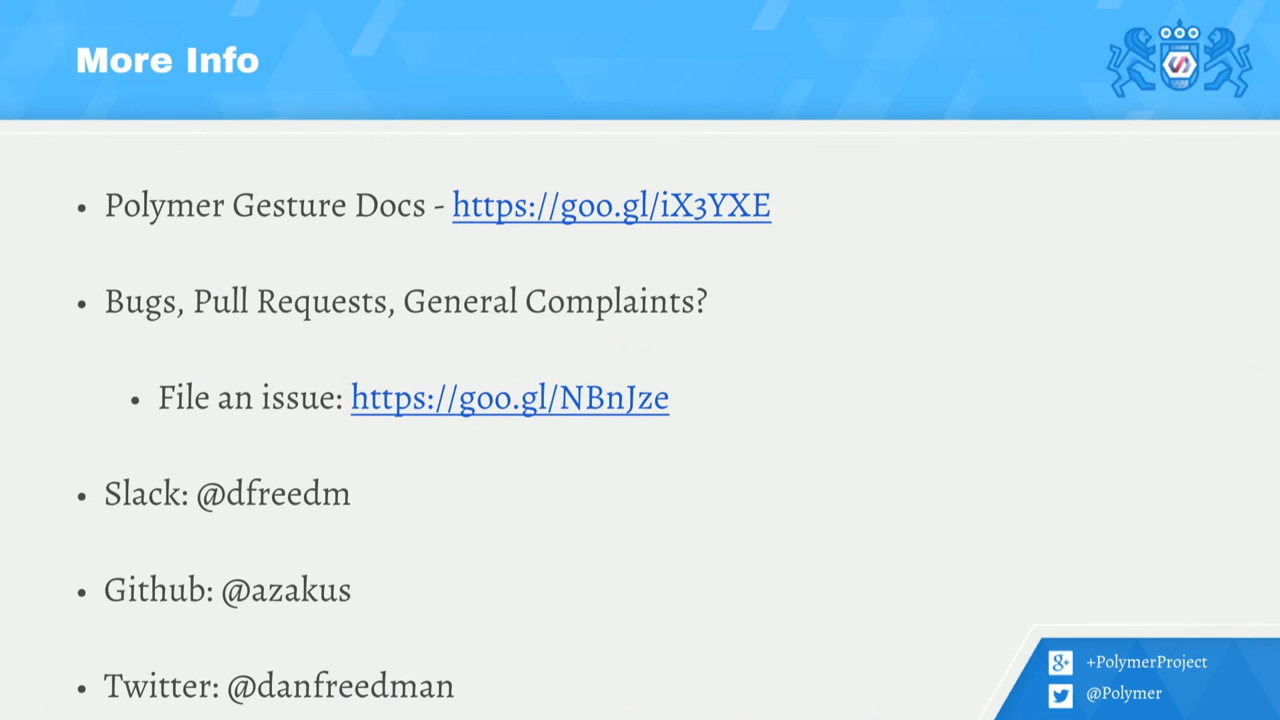 More Info
• Polymer Gesture Docs - https://goo.gl/iX3YXE
• Bugs, Pull Requests, General Complaints?
• File an issue: https://goo.gl/NBnJze
• Slack: @dfreedm
• Github: @azakus
• Twitter: @danfreedman
+PolymerProject
@Polymer